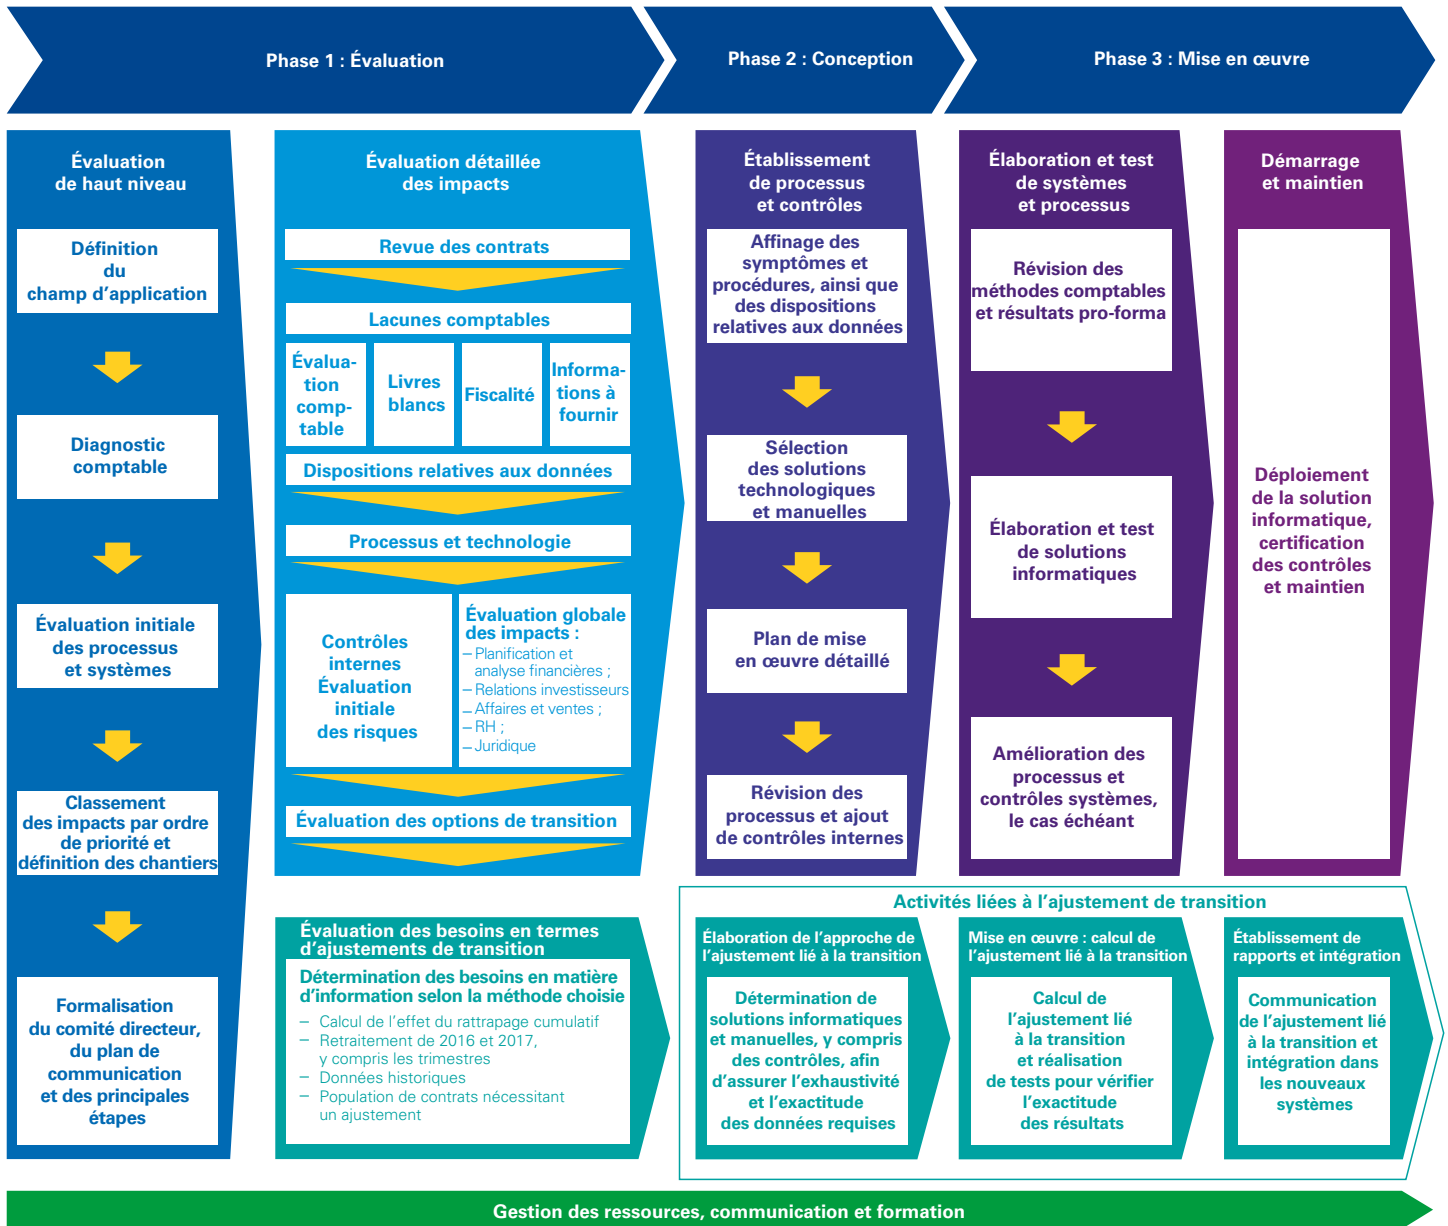 Phase 1 : Évaluation
Phase 2 : Conception
Phase 3 : Mise en œuvre
Évaluation
de haut niveau
Définition
du
champ d’application
Diagnostic
comptable
Évaluation initiale
des processus
et systèmes
Classement
des impacts par ordre
de priorité et
définition des chantiers
Formalisation
du comité directeur,
du plan de
communication
et des principales
étapes
Évaluation détaillée
des impacts
Revue des contrats
Lacunes comptables
Évalua-
tion
comp-
table
Livres
blancs
Fiscalité
Informa-
tions à
fournir
Dispositions relatives aux données
Processus et technologie
Contrôles
internes
Évaluation
initiale
des risques
Évaluation globale
des impacts :
– Planification et
analyse financières ;
– Relations investisseurs
– Affaires et ventes ;
– RH ;
– Juridique
Évaluation des options de transition
Établissement
de processus
et contrôles
Affinage des
symptômes et
procédures, ainsi que
des dispositions
relatives aux données
Sélection
des solutions
technologiques
et manuelles
Plan de mise
en œuvre détaillé
Révision des
processus et ajout
de contrôles internes
Élaboration et test
de systèmes
et processus
Révision des
méthodes comptables
et résultats pro-forma
Élaboration et test
de solutions
informatiques
Amélioration des
processus et
contrôles systèmes,
le cas échéant
Démarrage
et maintien
Déploiement
de la solution
informatique,
certification
des contrôles
et maintien
Évaluation des besoins en termes
d’ajustements de transition
Détermination des besoins en matière
d’information selon la méthode choisie
– Calcul de l’effet du rattrapage cumulatif
– Retraitement de 2016 et 2017,
y compris les trimestres
– Données historiques
– Population de contrats nécessitant
un ajustement
Activités liées à l’ajustement de transition
Élaboration de l’approche de
l’ajustement lié à la transition
Détermination de
solutions informatiques
et manuelles, y compris
des contrôles, afin
d’assurer l’exhaustivité
et l’exactitude
des données requises
Mise en œuvre : calcul de
l’ajustement lié à la transition
Calcul de
l’ajustement lié
à la transition
et réalisation
de tests pour vérifier
l’exactitude
des résultats
Établissement de
rapports et intégration
Communication
de l’ajustement lié
à la transition et
intégration dans
les nouveaux
systèmes
Gestion des ressources, communication et formation